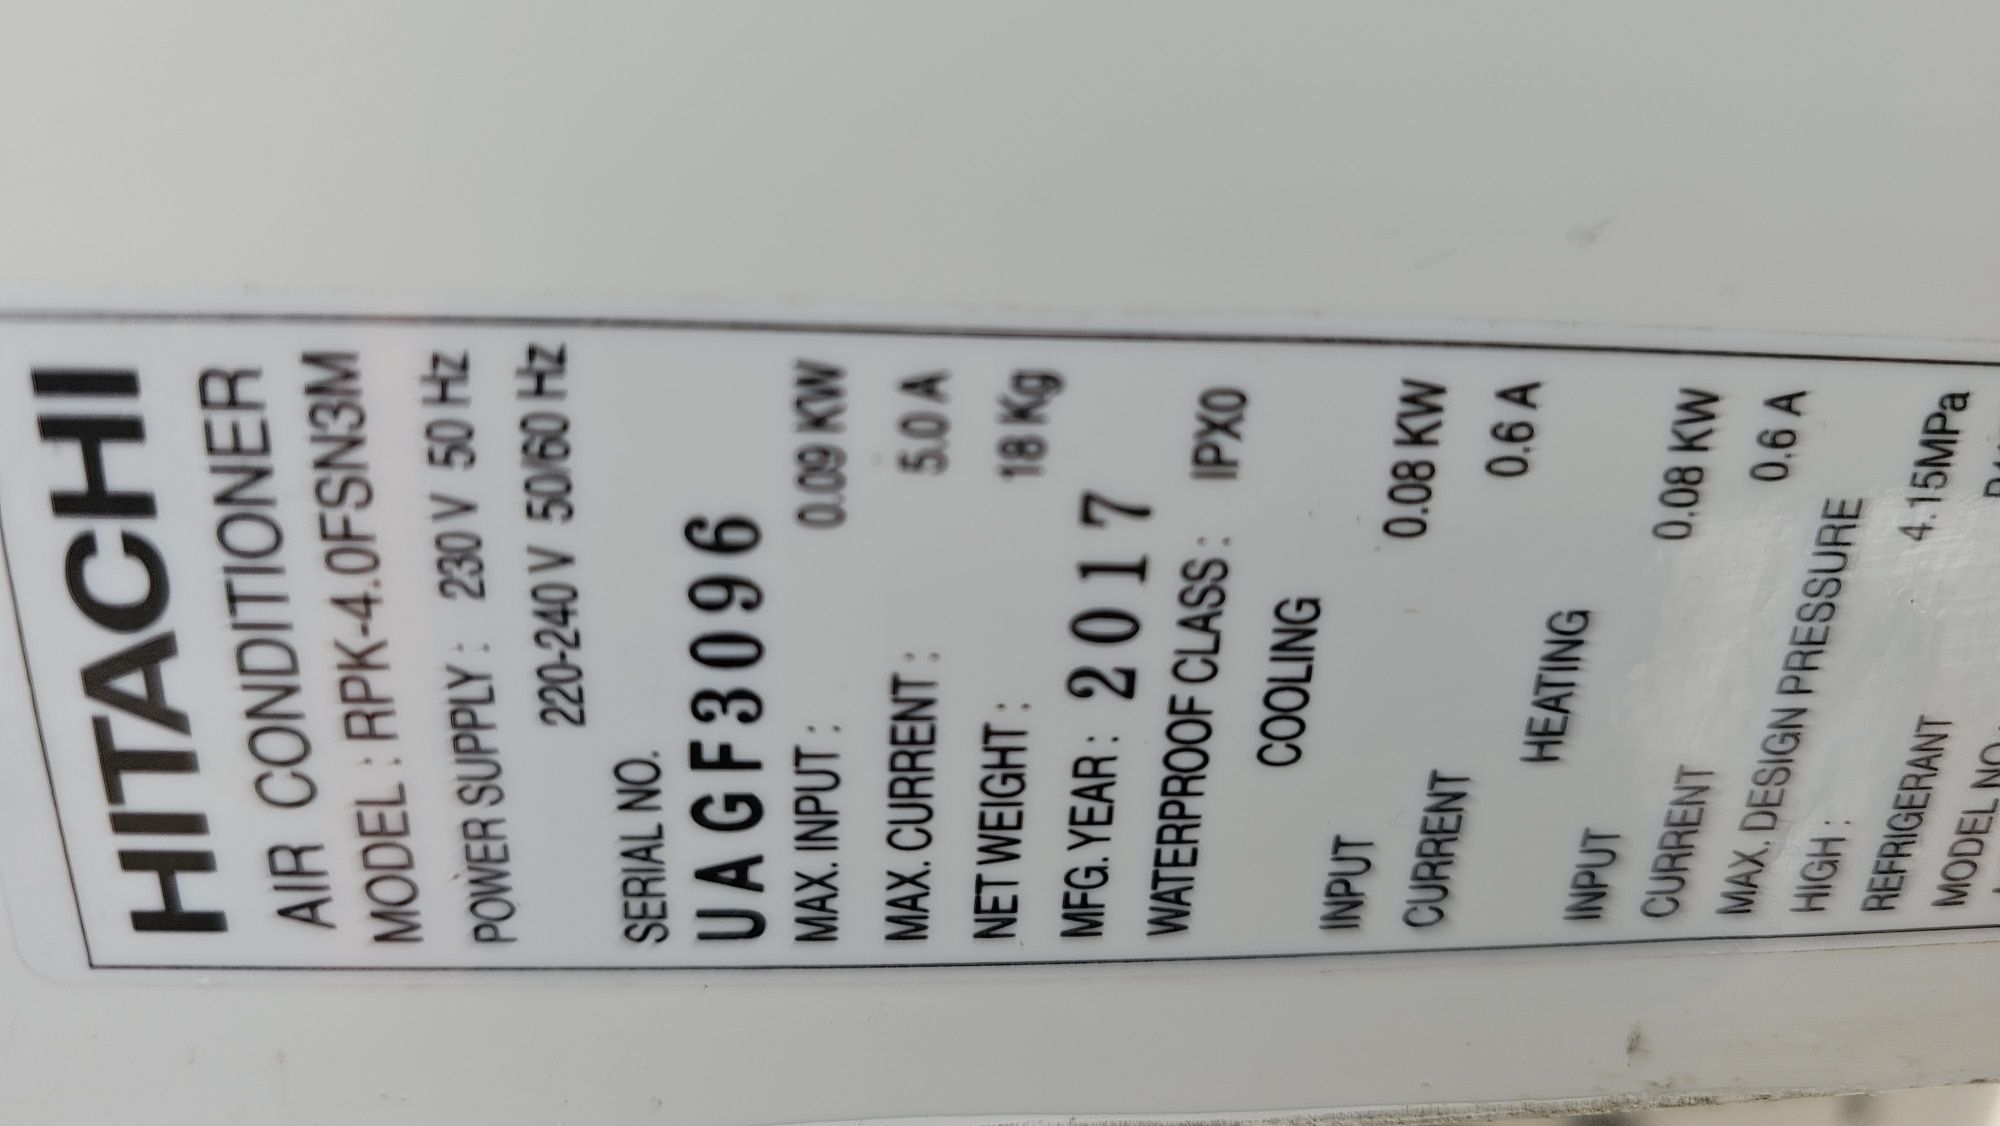 HITACHI
AIR CONDITIONER
MODEL : RPK-4.0FSN3M
POWER SUPPLY : 230 V 50 Hz
220-240 V 50/60 Hz
SERIAL NO.
UAGF3096
MAX. INPUT : 0.09 KW
MAX. CURRENT : 5.0 A
NET WEIGHT : 18 Kg
MFG. YEAR : 2017
WATERPROOF CLASS : IPX0
COOLING
INPUT 0.08 KW
CURRENT 0.6 A
HEATING
INPUT 0.08 KW
CURRENT 0.6 A
MAX. DESIGN PRESSURE
HIGH : 4.15MPa
REFRIGERANT
MODEL NO.